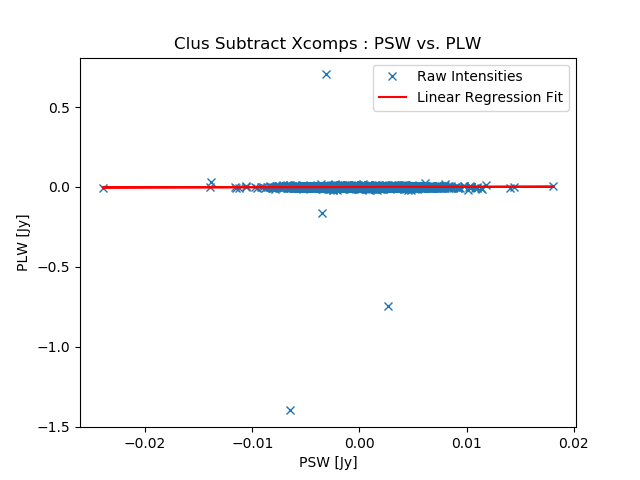 Clus Subtract Xcomps : PSW vs. PLW
Raw Intensities
Linear Regression Fit
0.5
0.0
−0.5
−1.0
−1.5
PLW [Jy]
−0.02
−0.01
0.00
0.01
0.02
PSW [Jy]